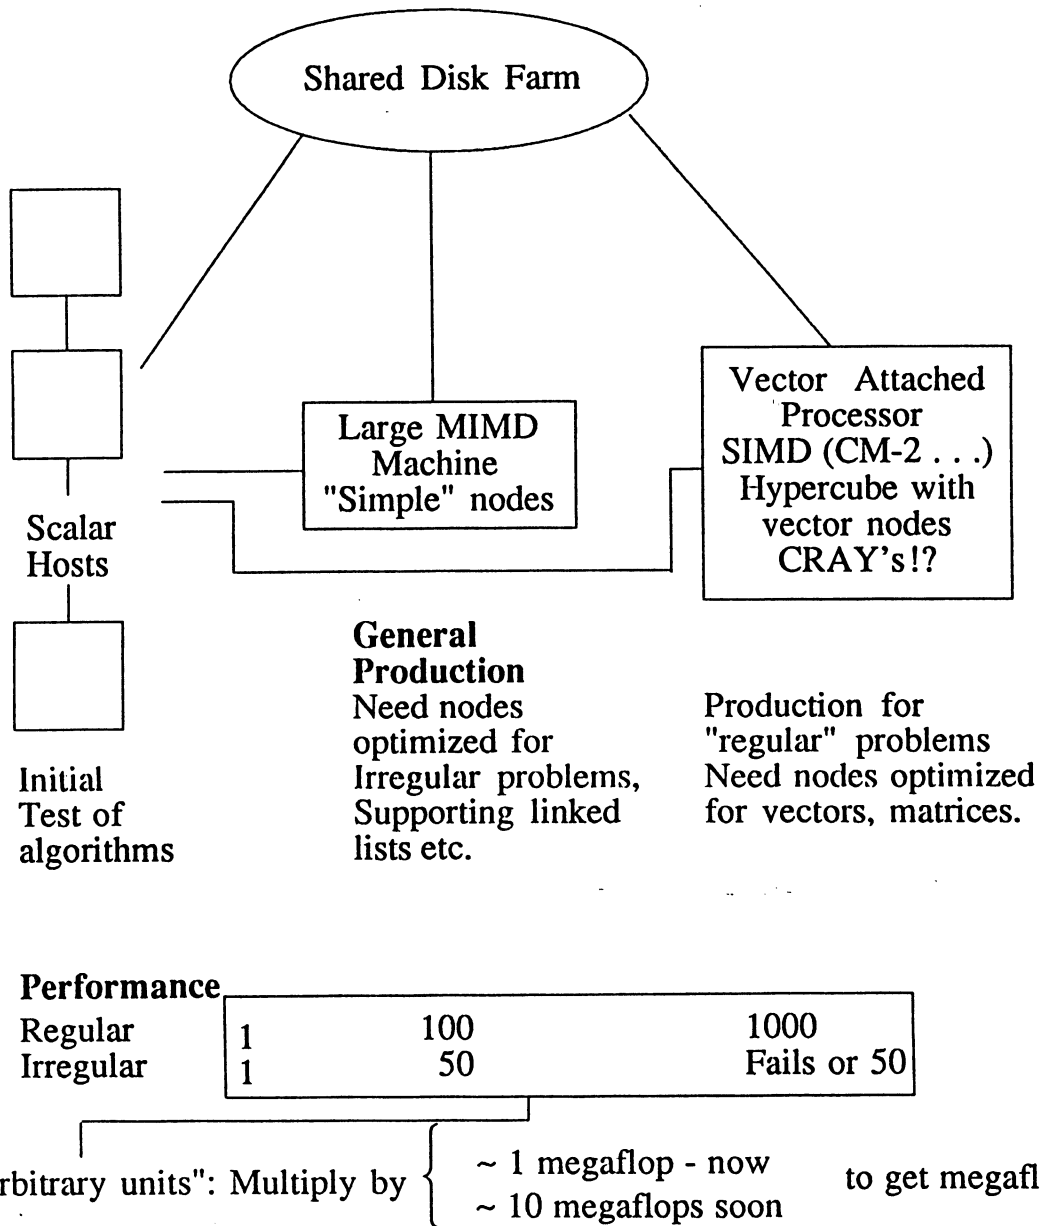 Shared Disk Farm
Large MIMD
Machine
"Simple" nodes
Vector Attached
Processor
SIMD (CM-2 . . .)
Hypercube with
vector nodes
CRAY's!?
Scalar
Hosts
Initial
Test of
algorithms
General
Production
Need nodes
optimized for
Irregular problems,
Supporting linked
lists etc.
Production for
"regular" problems
Need nodes optimized
for vectors, matrices.
Performance
Regular 1 100 1000
Irregular 1 50 Fails or 50
rbitrary units": Multiply by { ~ 1 megaflop - now
~ 10 megaflops soon
to get megafl